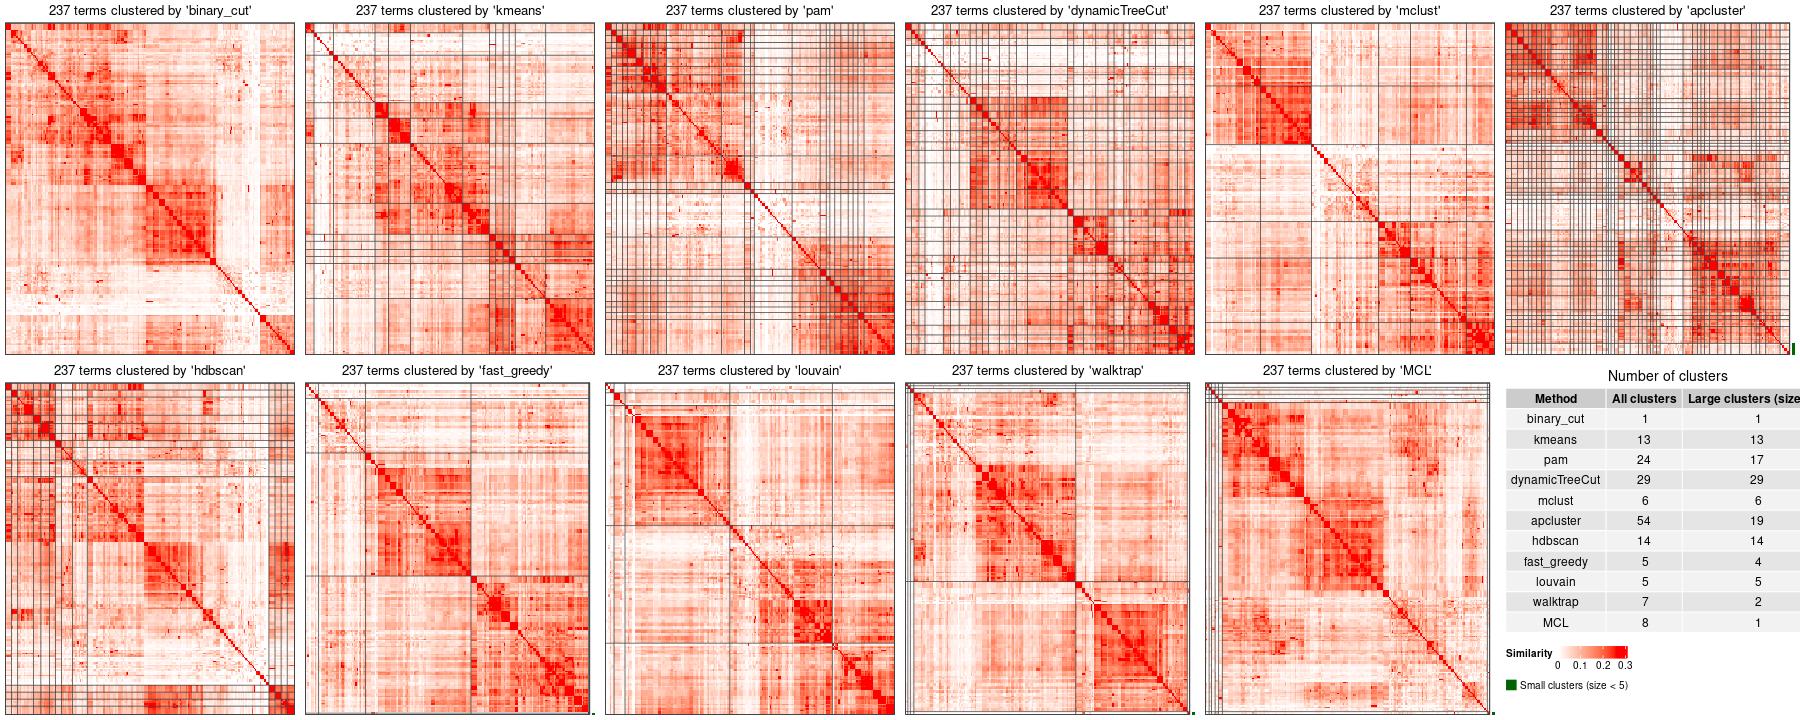 237 terms clustered by 'binary_cut'
237 terms clustered by 'kmeans'
237 terms clustered by 'pam'
237 terms clustered by 'dynamicTreeCut'
237 terms clustered by 'mclust'
237 terms clustered by 'apcluster'
237 terms clustered by 'hdbscan'
237 terms clustered by 'fast_greedy'
237 terms clustered by 'louvain'
237 terms clustered by 'walktrap'
237 terms clustered by 'MCL'
Number of clusters
Method All clusters Large clusters (size
binary_cut 1 1
kmeans 13 13
pam 24 17
dynamicTreeCut 29 29
mclust 6 6
apcluster 54 19
hdbscan 14 14
fast_greedy 5 4
louvain 5 5
walktrap 7 2
MCL 8 1
Similarity
0 0.1 0.2 0.3
Small clusters (size < 5)